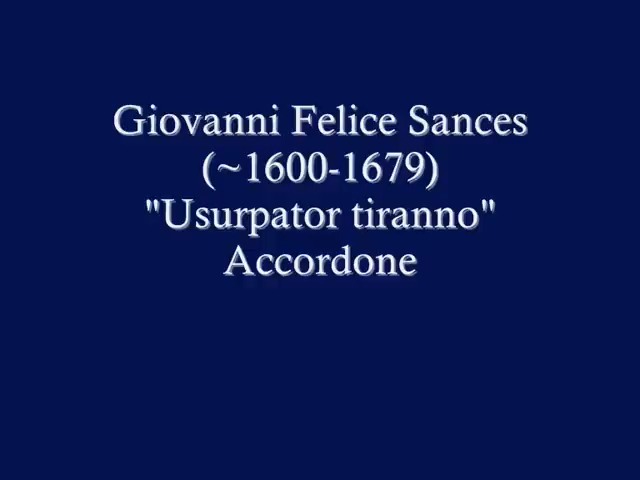 Giovanni Felice Sances
(~1600-1679)
"Usurpator tiranno"
Accordone